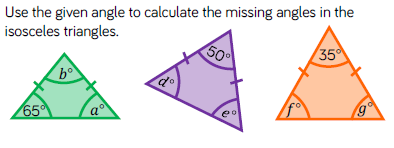 Use the given angle to calculate the missing angles in the
isosceles triangles.
50°
35°
b°
d°
65°
a°
e°
f°
g°